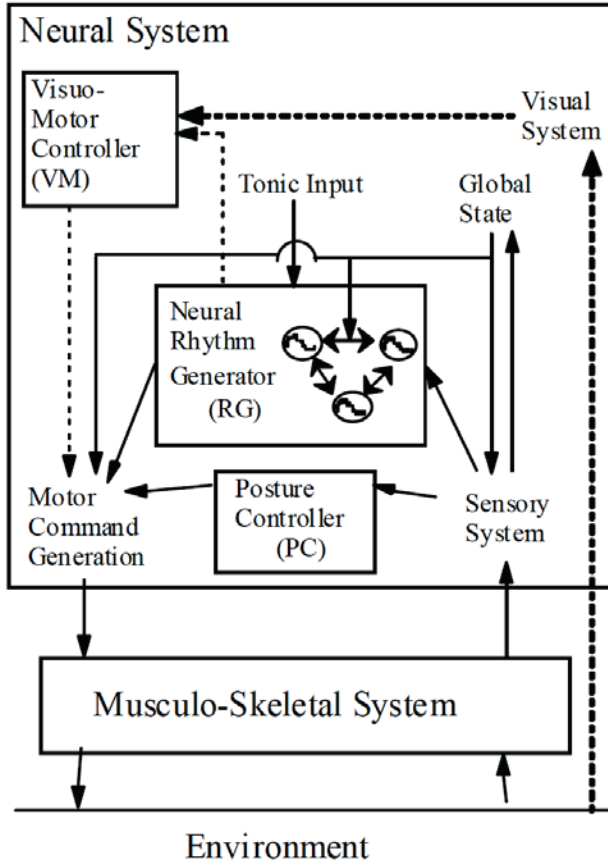 Neural System
Visuo-
Motor
Controller
(VM)
Visual
System
Tonic Input
Global
State
Neural
Rhythm
Generator
(RG)
Motor
Command
Generation
Posture
Controller
(PC)
Sensory
System
Musculo-Skeletal System
Environment